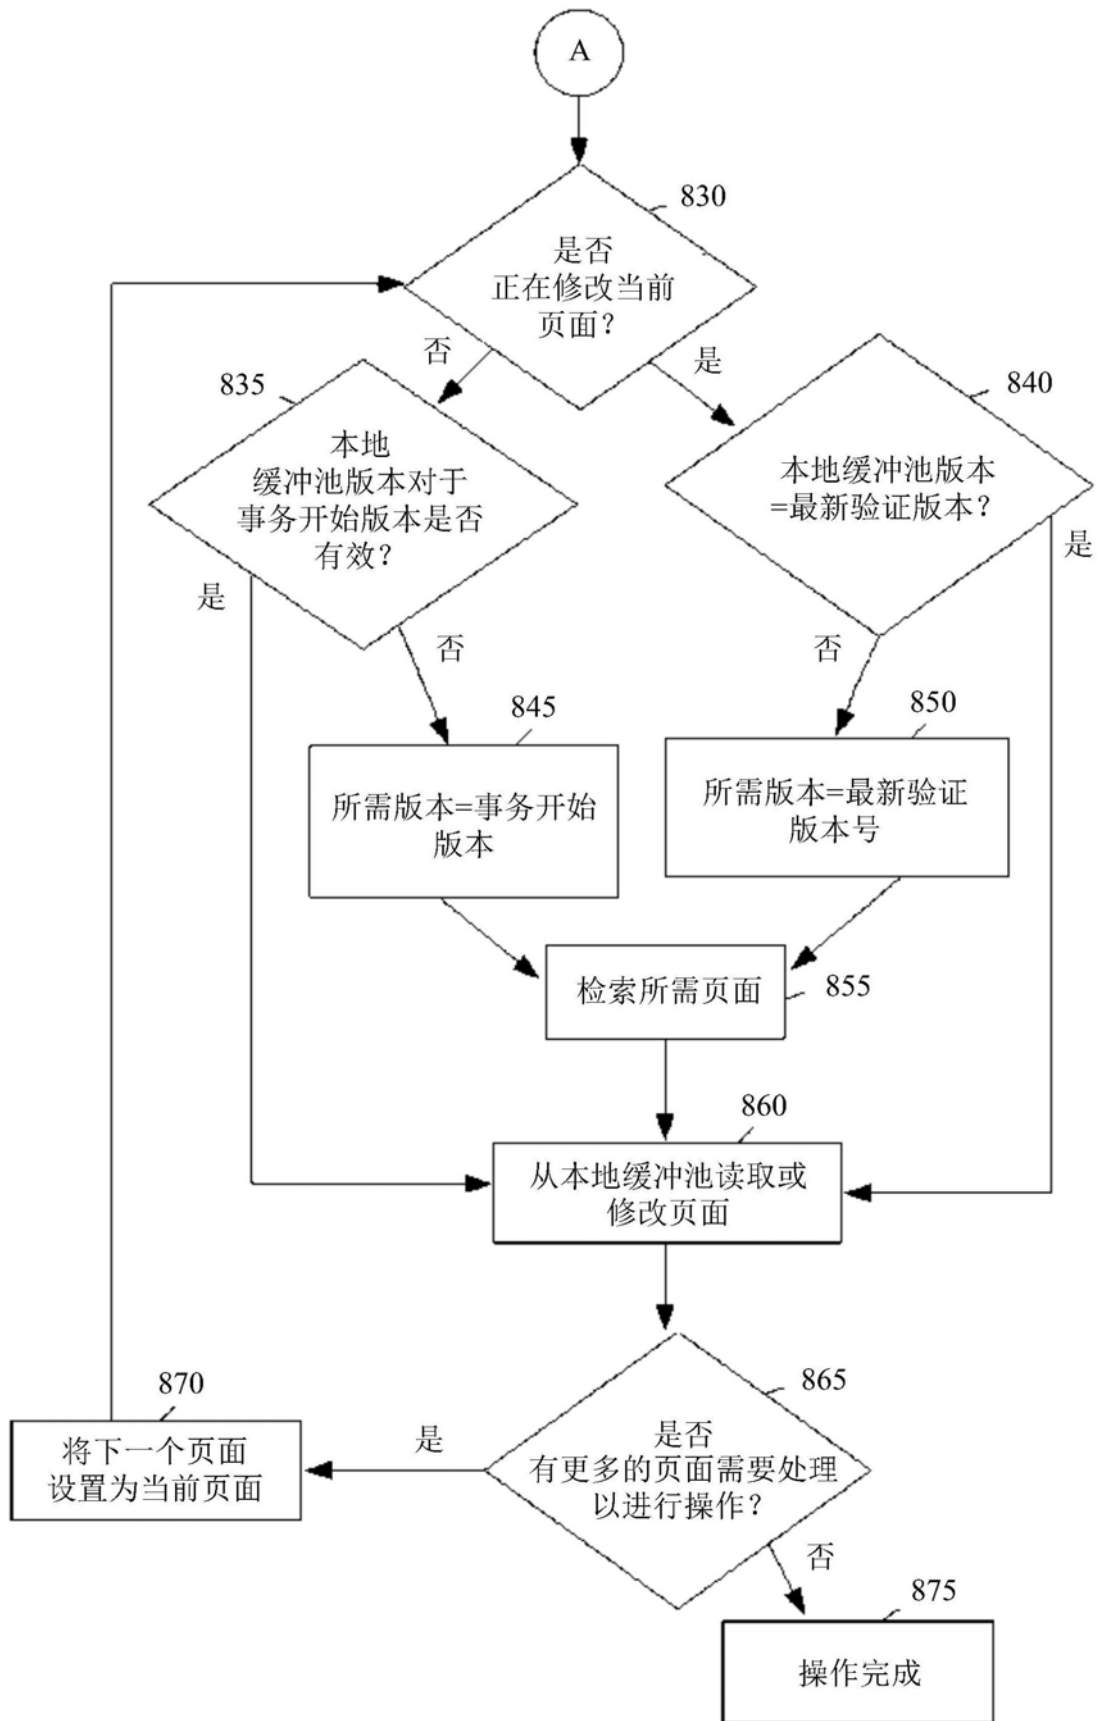 A
830
是否
正在修改当前
页面？
否
是
835
840
本地
缓冲池版本对于
事务开始版本是否
有效？
本地缓冲池版本
=最新验证版本？
是
是
否
否
845
850
所需版本=事务开始
版本
所需版本=最新验证
版本号
检索所需页面
855
860
从本地缓冲池读取或
修改页面
865
870
是否
有更多的页面需要处理
以进行操作？
是
将下一个页面
设置为当前页面
否
875
操作完成